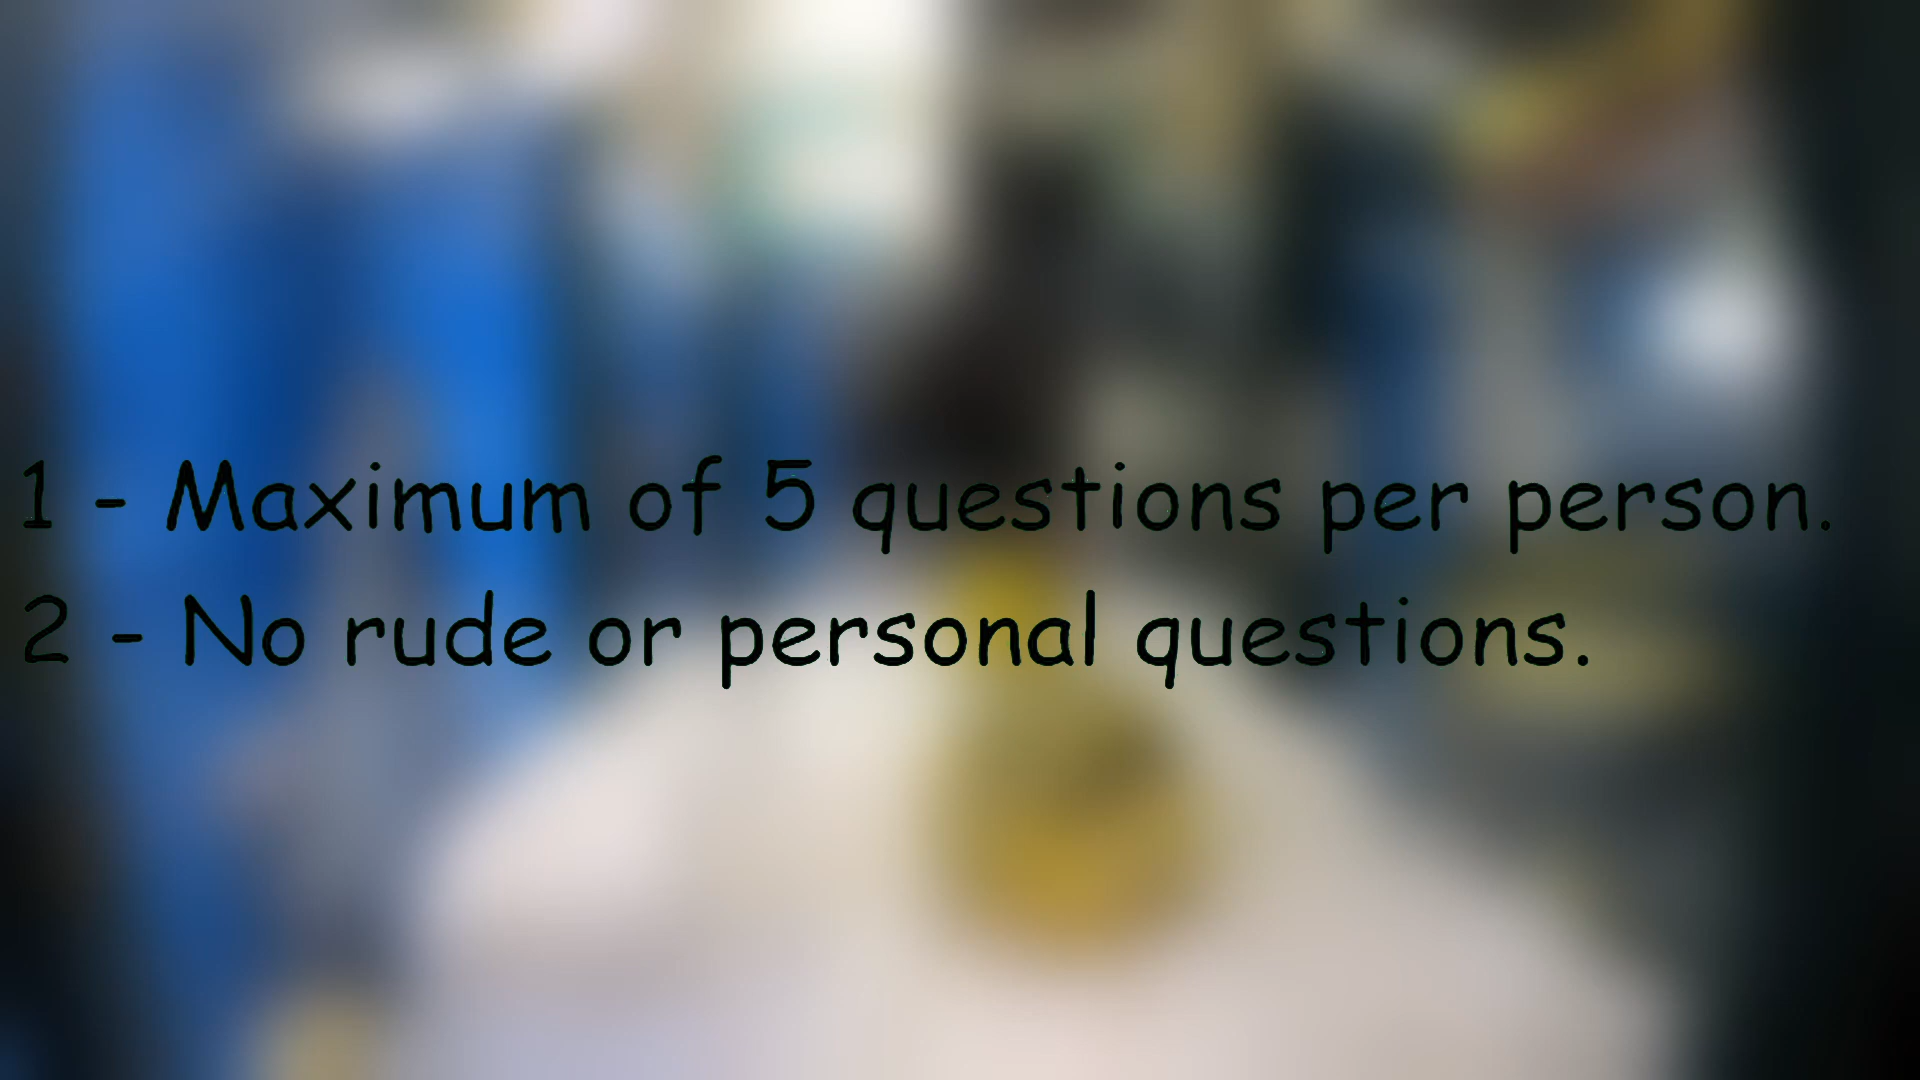 1 - Maximum of 5 questions per person.
2 - No rude or personal questions.